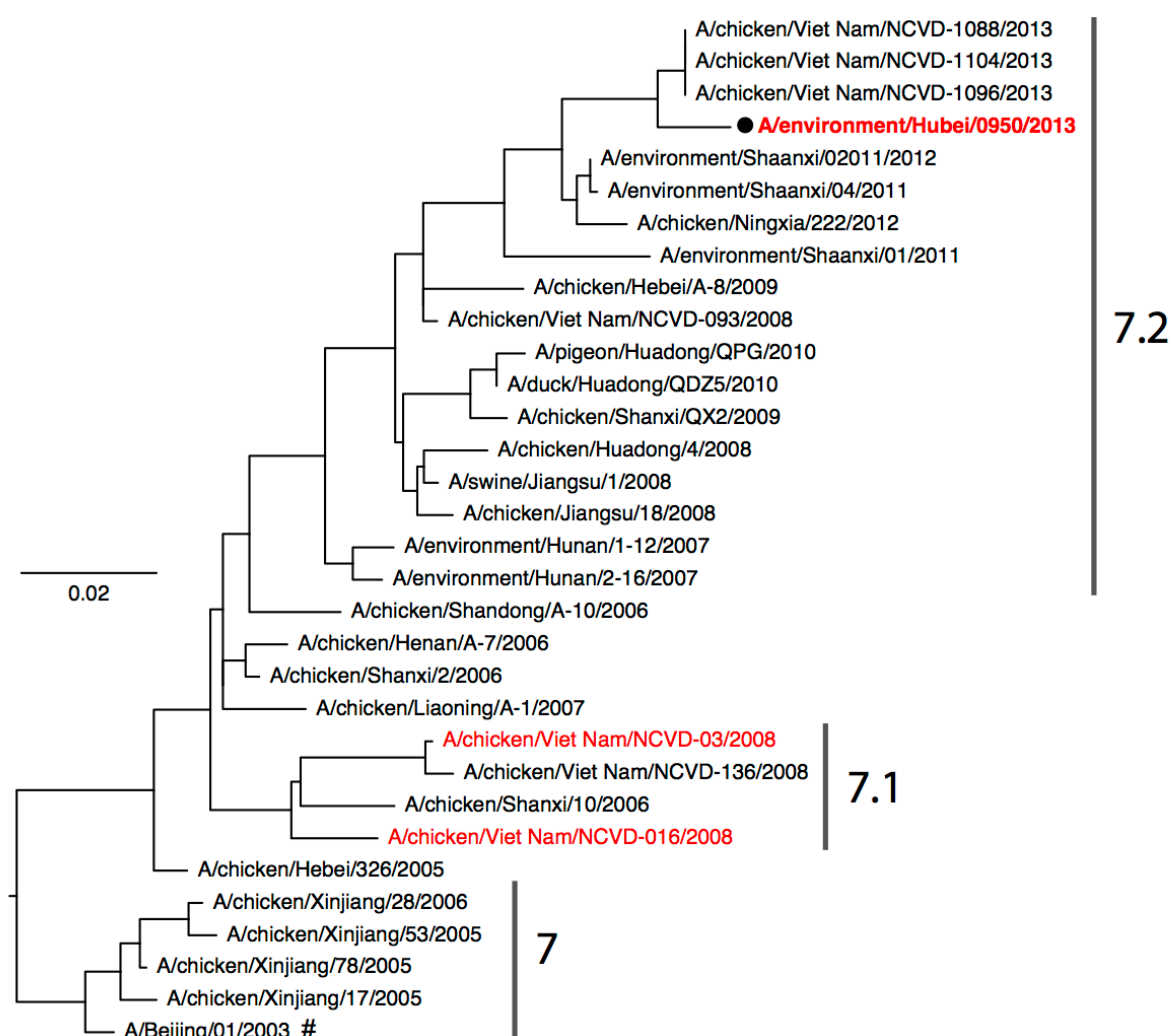 A/chicken/Viet Nam/NCVD-1088/2013
A/chicken/Viet Nam/NCVD-1104/2013
A/chicken/Viet Nam/NCVD-1096/2013
A/environment/Hubei/0950/2013
A/environment/Shaanxi/02011/2012
A/environment/Shaanxi/04/2011
A/chicken/Ningxia/222/2012
A/environment/Shaanxi/01/2011
A/chicken/Hebei/A-8/2009
A/chicken/Viet Nam/NCVD-093/2008
7.2
A/pigeon/Huadong/QPG/2010
A/duck/Huadong/QDZ5/2010
A/chicken/Shanxi/QX2/2009
A/chicken/Huadong/4/2008
A/swine/Jiangsu/1/2008
A/chicken/Jiangsu/18/2008
A/environment/Hunan/1-12/2007
A/environment/Hunan/2-16/2007
0.02
A/chicken/Shandong/A-10/2006
A/chicken/Henan/A-7/2006
A/chicken/Shanxi/2/2006
A/chicken/Liaoning/A-1/2007
A/chicken/Viet Nam/NCVD-03/2008
A/chicken/Viet Nam/NCVD-136/2008
7.1
A/chicken/Shanxi/10/2006
A/chicken/Viet Nam/NCVD-016/2008
A/chicken/Hebei/326/2005
A/chicken/Xinjiang/28/2006
A/chicken/Xinjiang/53/2005
7
A/chicken/Xinjiang/78/2005
A/chicken/Xinjiang/17/2005
A/Beijing/01/2003 #